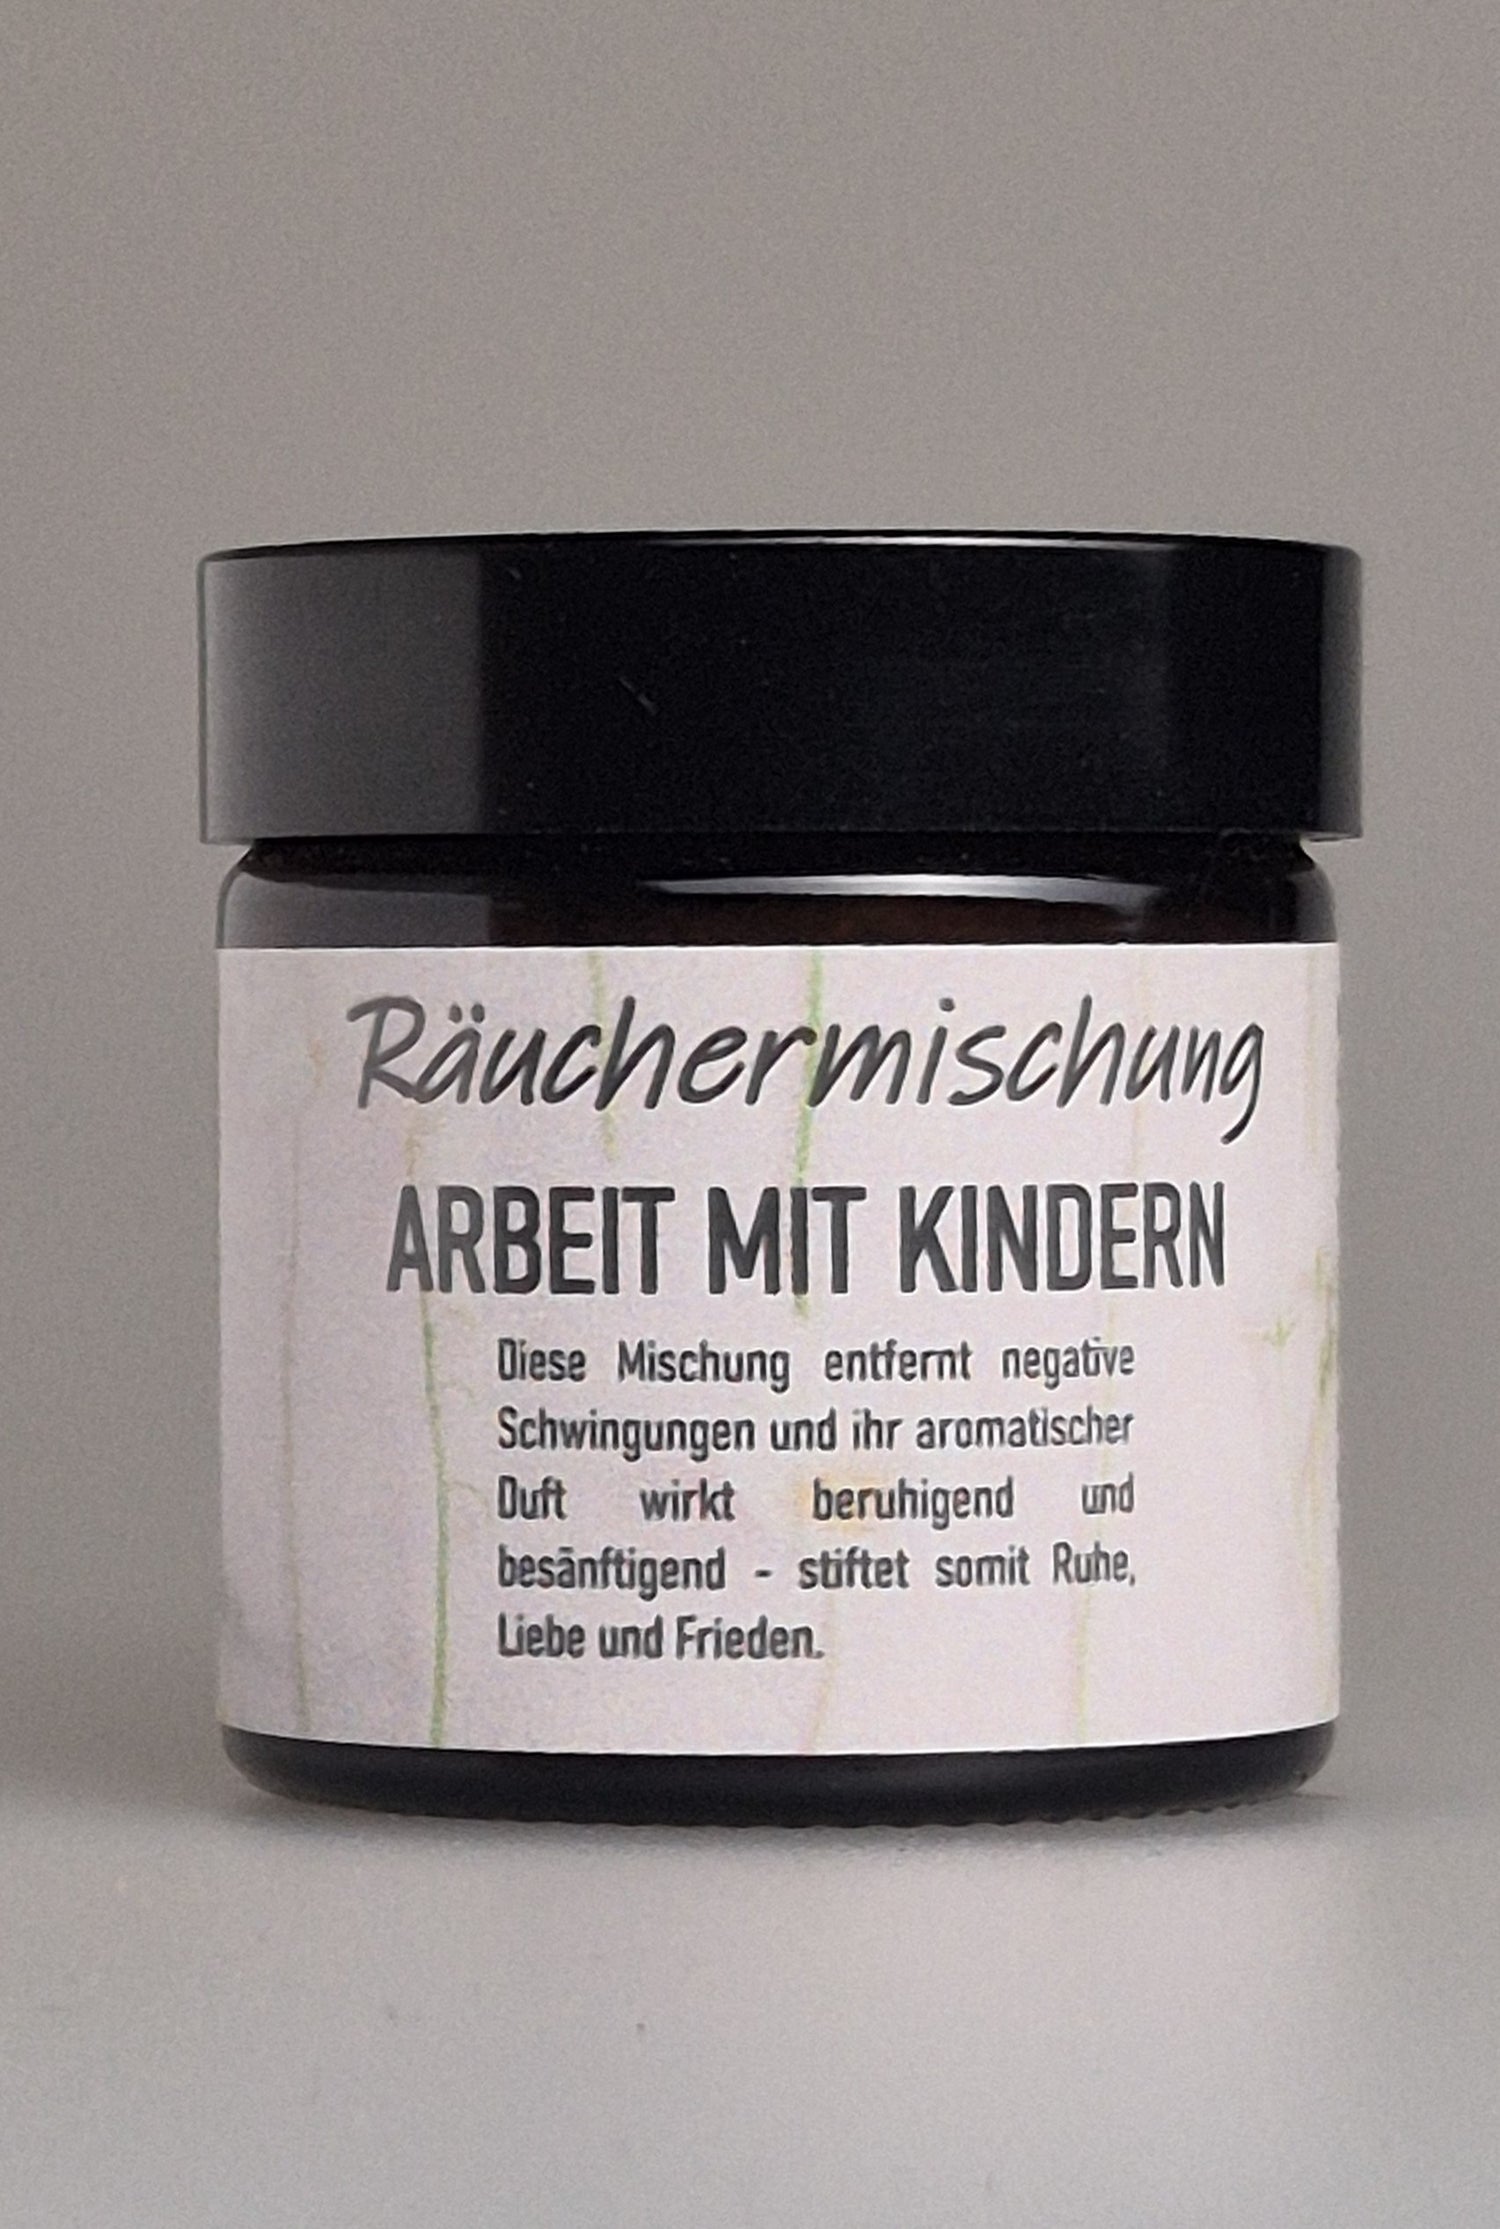 Räuchermischung
ARBEIT MIT KINDERN
Diese Mischung entfernt negative
Schwingungen und ihr aromatischer
Duft wirkt beruhigend und
besänftigend - stiftet somit Ruhe,
Liebe und Frieden.